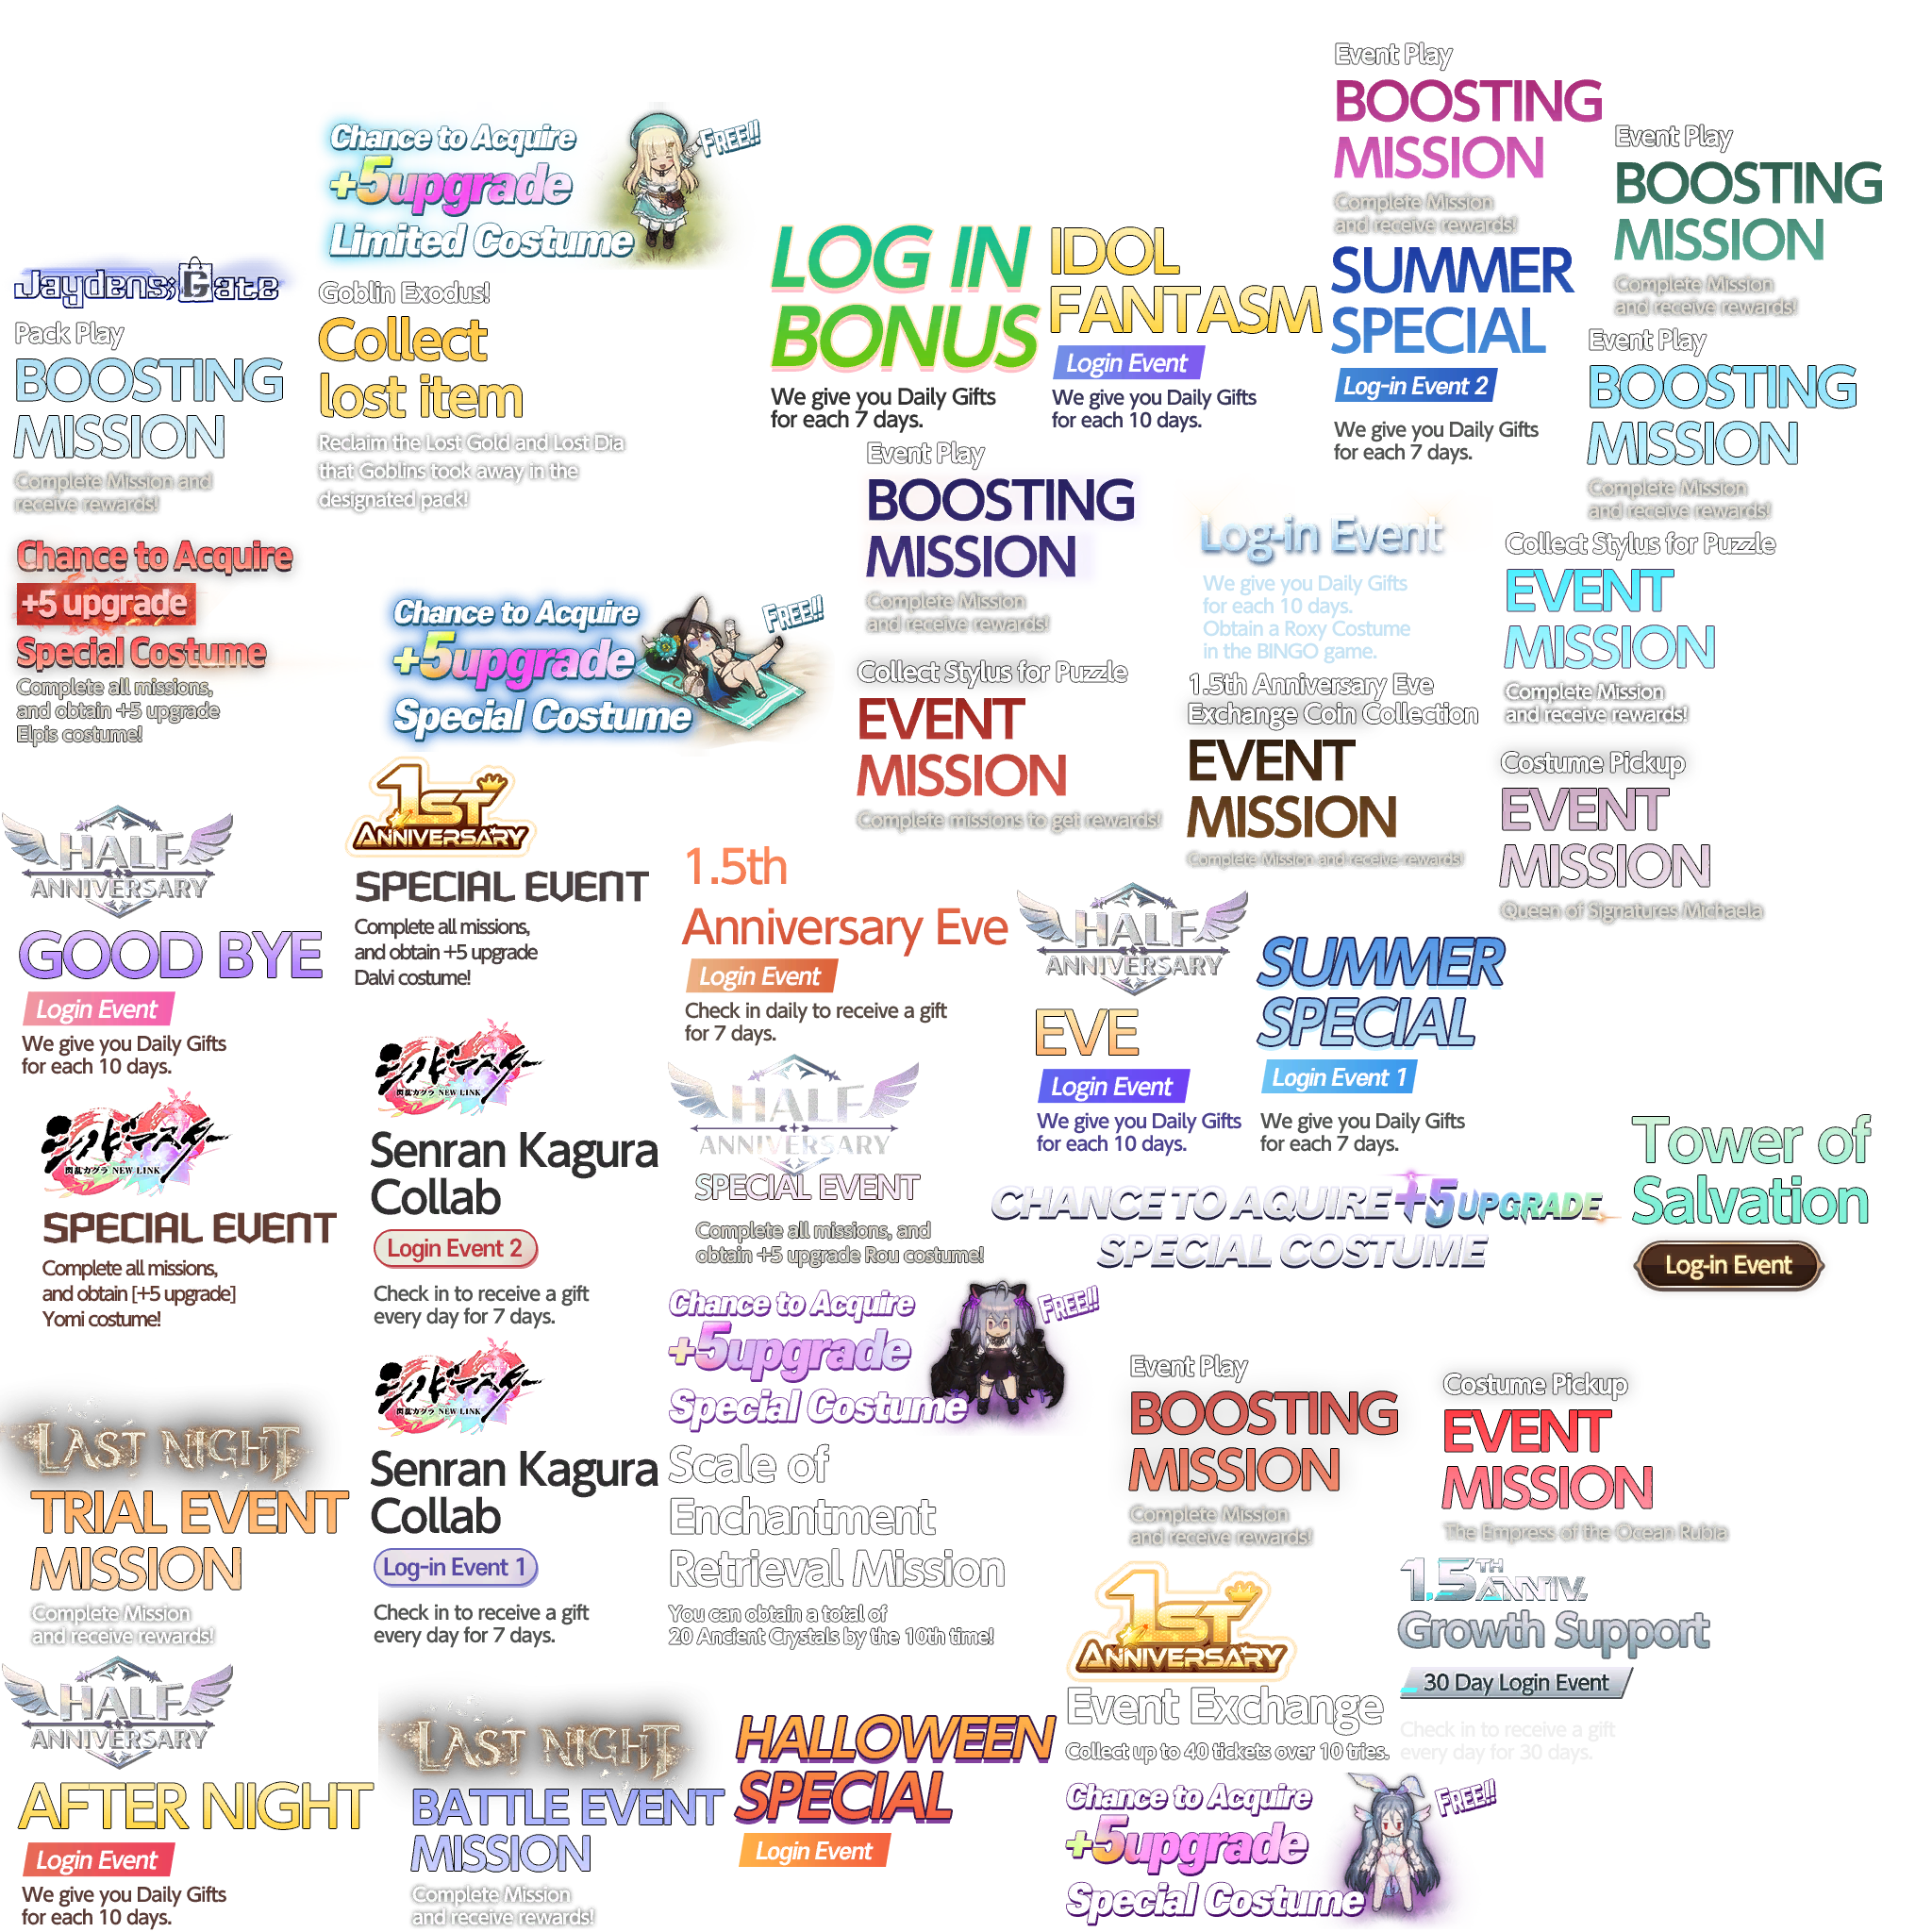 Event Play
BOOSTING
MISSION
Complete Mission
and receive rewards!
Event Play
BOOSTING
MISSION
Complete Mission
and receive rewards!
Chance to Acquire
+5upgrade
Limited Costume
FREE!!
Jaydens;Gate
Pack Play
BOOSTING
MISSION
Complete Mission and
receive rewards!
Goblin Exodus!
Collect
lost item
Reclaim the Lost Gold and Lost Dia
that Goblins took away in the
designated pack!
LOG IN
BONUS
We give you Daily Gifts
for each 7 days.
IDOL
FANTASM
Login Event
We give you Daily Gifts
for each 10 days.
SUMMER
SPECIAL
Log-in Event 2
We give you Daily Gifts
for each 7 days.
Event Play
BOOSTING
MISSION
Complete Mission
and receive rewards!
Event Play
BOOSTING
MISSION
Complete Mission
and receive rewards!
Log-in Event
We give you Daily Gifts
for each 10 days.
Obtain a Roxy Costume
in the BINGO game.
Collect Stylus for Puzzle
EVENT
MISSION
Complete Mission
and receive rewards!
Chance to Acquire
+5 upgrade
Special Costume
Complete all missions,
and obtain +5 upgrade
Elpis costume!
Chance to Acquire
+5upgrade
Special Costume
FREE!!
Collect Stylus for Puzzle
EVENT
MISSION
Complete missions to get rewards!
1.5th Anniversary Eve
Exchange Coin Collection
EVENT
MISSION
Complete Mission and receive rewards!
Costume Pickup
EVENT
MISSION
Queen of Signatures Michaela
HALF
ANNIVERSARY
GOOD BYE
Login Event
We give you Daily Gifts
for each 10 days.
1ST
ANNIVERSARY
SPECIAL EVENT
Complete all missions,
and obtain +5 upgrade
Dalvi costume!
1.5th
Anniversary Eve
Login Event
Check in daily to receive a gift
for 7 days.
HALF
ANNIVERSARY
EVE
Login Event
We give you Daily Gifts
for each 10 days.
SUMMER
SPECIAL
Login Event 1
We give you Daily Gifts
for each 7 days.
シノビマスター
閃乱カグラ NEW LINK
SPECIAL EVENT
Complete all missions,
and obtain [+5 upgrade]
Yomi costume!
シノビマスター
閃乱カグラ NEW LINK
Senran Kagura
Collab
Login Event 2
Check in to receive a gift
every day for 7 days.
HALF
ANNIVERSARY
SPECIAL EVENT
Complete all missions, and
obtain +5 upgrade Rou costume!
CHANCE TO AQUIRE +5 UPGRADE
SPECIAL COSTUME
Tower of
Salvation
Log-in Event
Chance to Acquire
+5upgrade
Special Costume
FREE!!
シノビマスター
閃乱カグラ NEW LINK
Senran Kagura
Collab
Log-in Event 1
Check in to receive a gift
every day for 7 days.
Event Play
BOOSTING
MISSION
Complete Mission
and receive rewards!
Costume Pickup
EVENT
MISSION
The Empress of the Ocean Rubia
LAST NIGHT
TRIAL EVENT
MISSION
Complete Mission
and receive rewards!
Scale of
Enchantment
Retrieval Mission
You can obtain a total of
20 Ancient Crystals by the 10th time!
1ST
ANNIVERSARY
Event Exchange
Collect up to 40 tickets over 10 tries.
1.5TH
ANNIV.
Growth Support
30 Day Login Event
Check in to receive a gift
every day for 30 days.
HALF
ANNIVERSARY
AFTER NIGHT
Login Event
We give you Daily Gifts
for each 10 days.
LAST NIGHT
BATTLE EVENT
MISSION
Complete Mission
and receive rewards!
HALLOWEEN
SPECIAL
Login Event
Chance to Acquire
+5upgrade
Special Costume
FREE!!